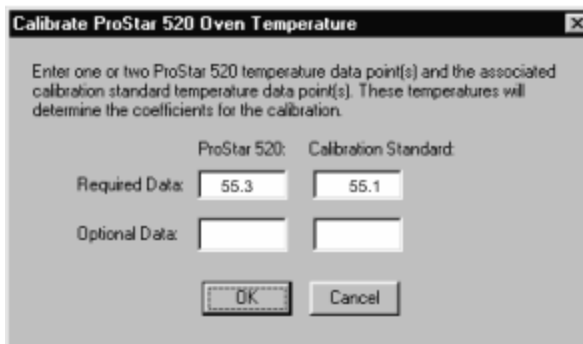 Calibrate ProStar 520 Oven Temperature
Enter one or two ProStar 520 temperature data point(s) and the associated
calibration standard temperature data point(s). These temperatures will
determine the coefficients for the calibration.
ProStar 520: Calibration Standard:
Required Data: 55.3 55.1
Optional Data:
OK Cancel